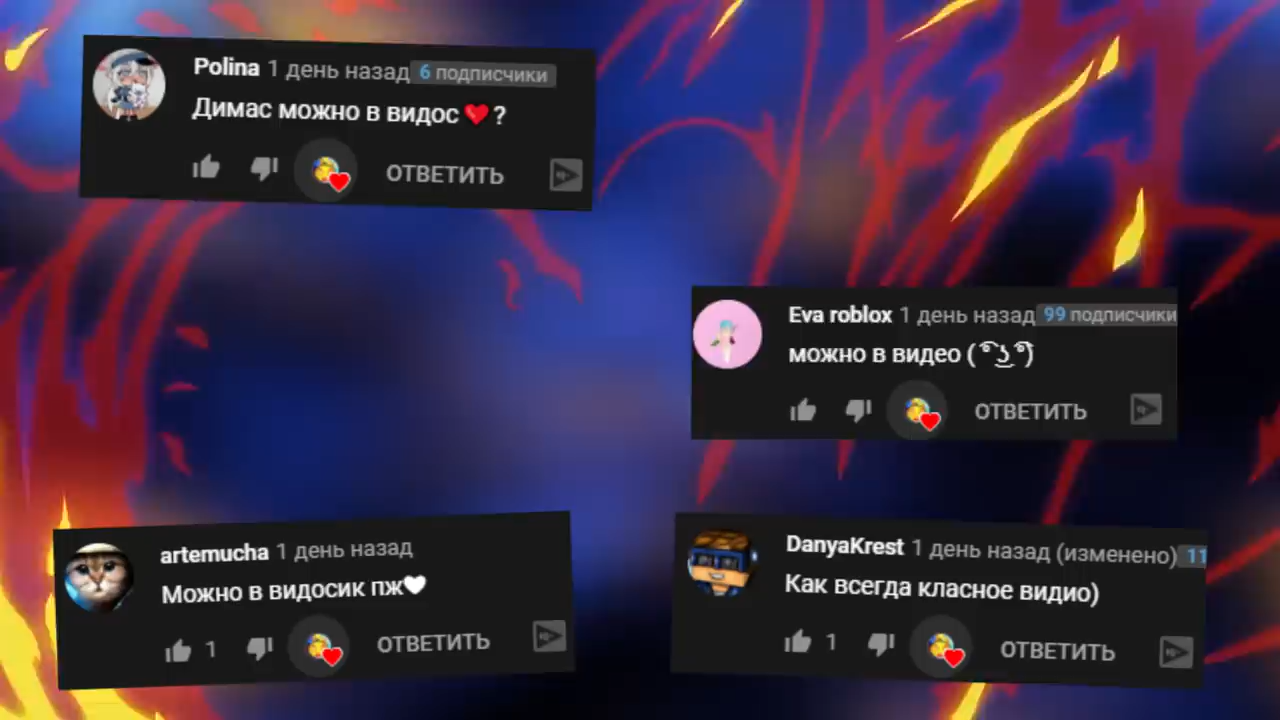 Polina 1 день назад 6 подписчики
Димас можно в видос❤️?
ОТВЕТИТЬ
Eva roblox 1 день назад 99 подписчики
можно в видео ( ͡° ͜ʖ ͡°)
ОТВЕТИТЬ
artemucha 1 день назад
Можно в видосик пж🤍
1 ОТВЕТИТЬ
DanyaKrest 1 день назад (изменено) 11
Как всегда класное видио)
1 ОТВЕТИТЬ